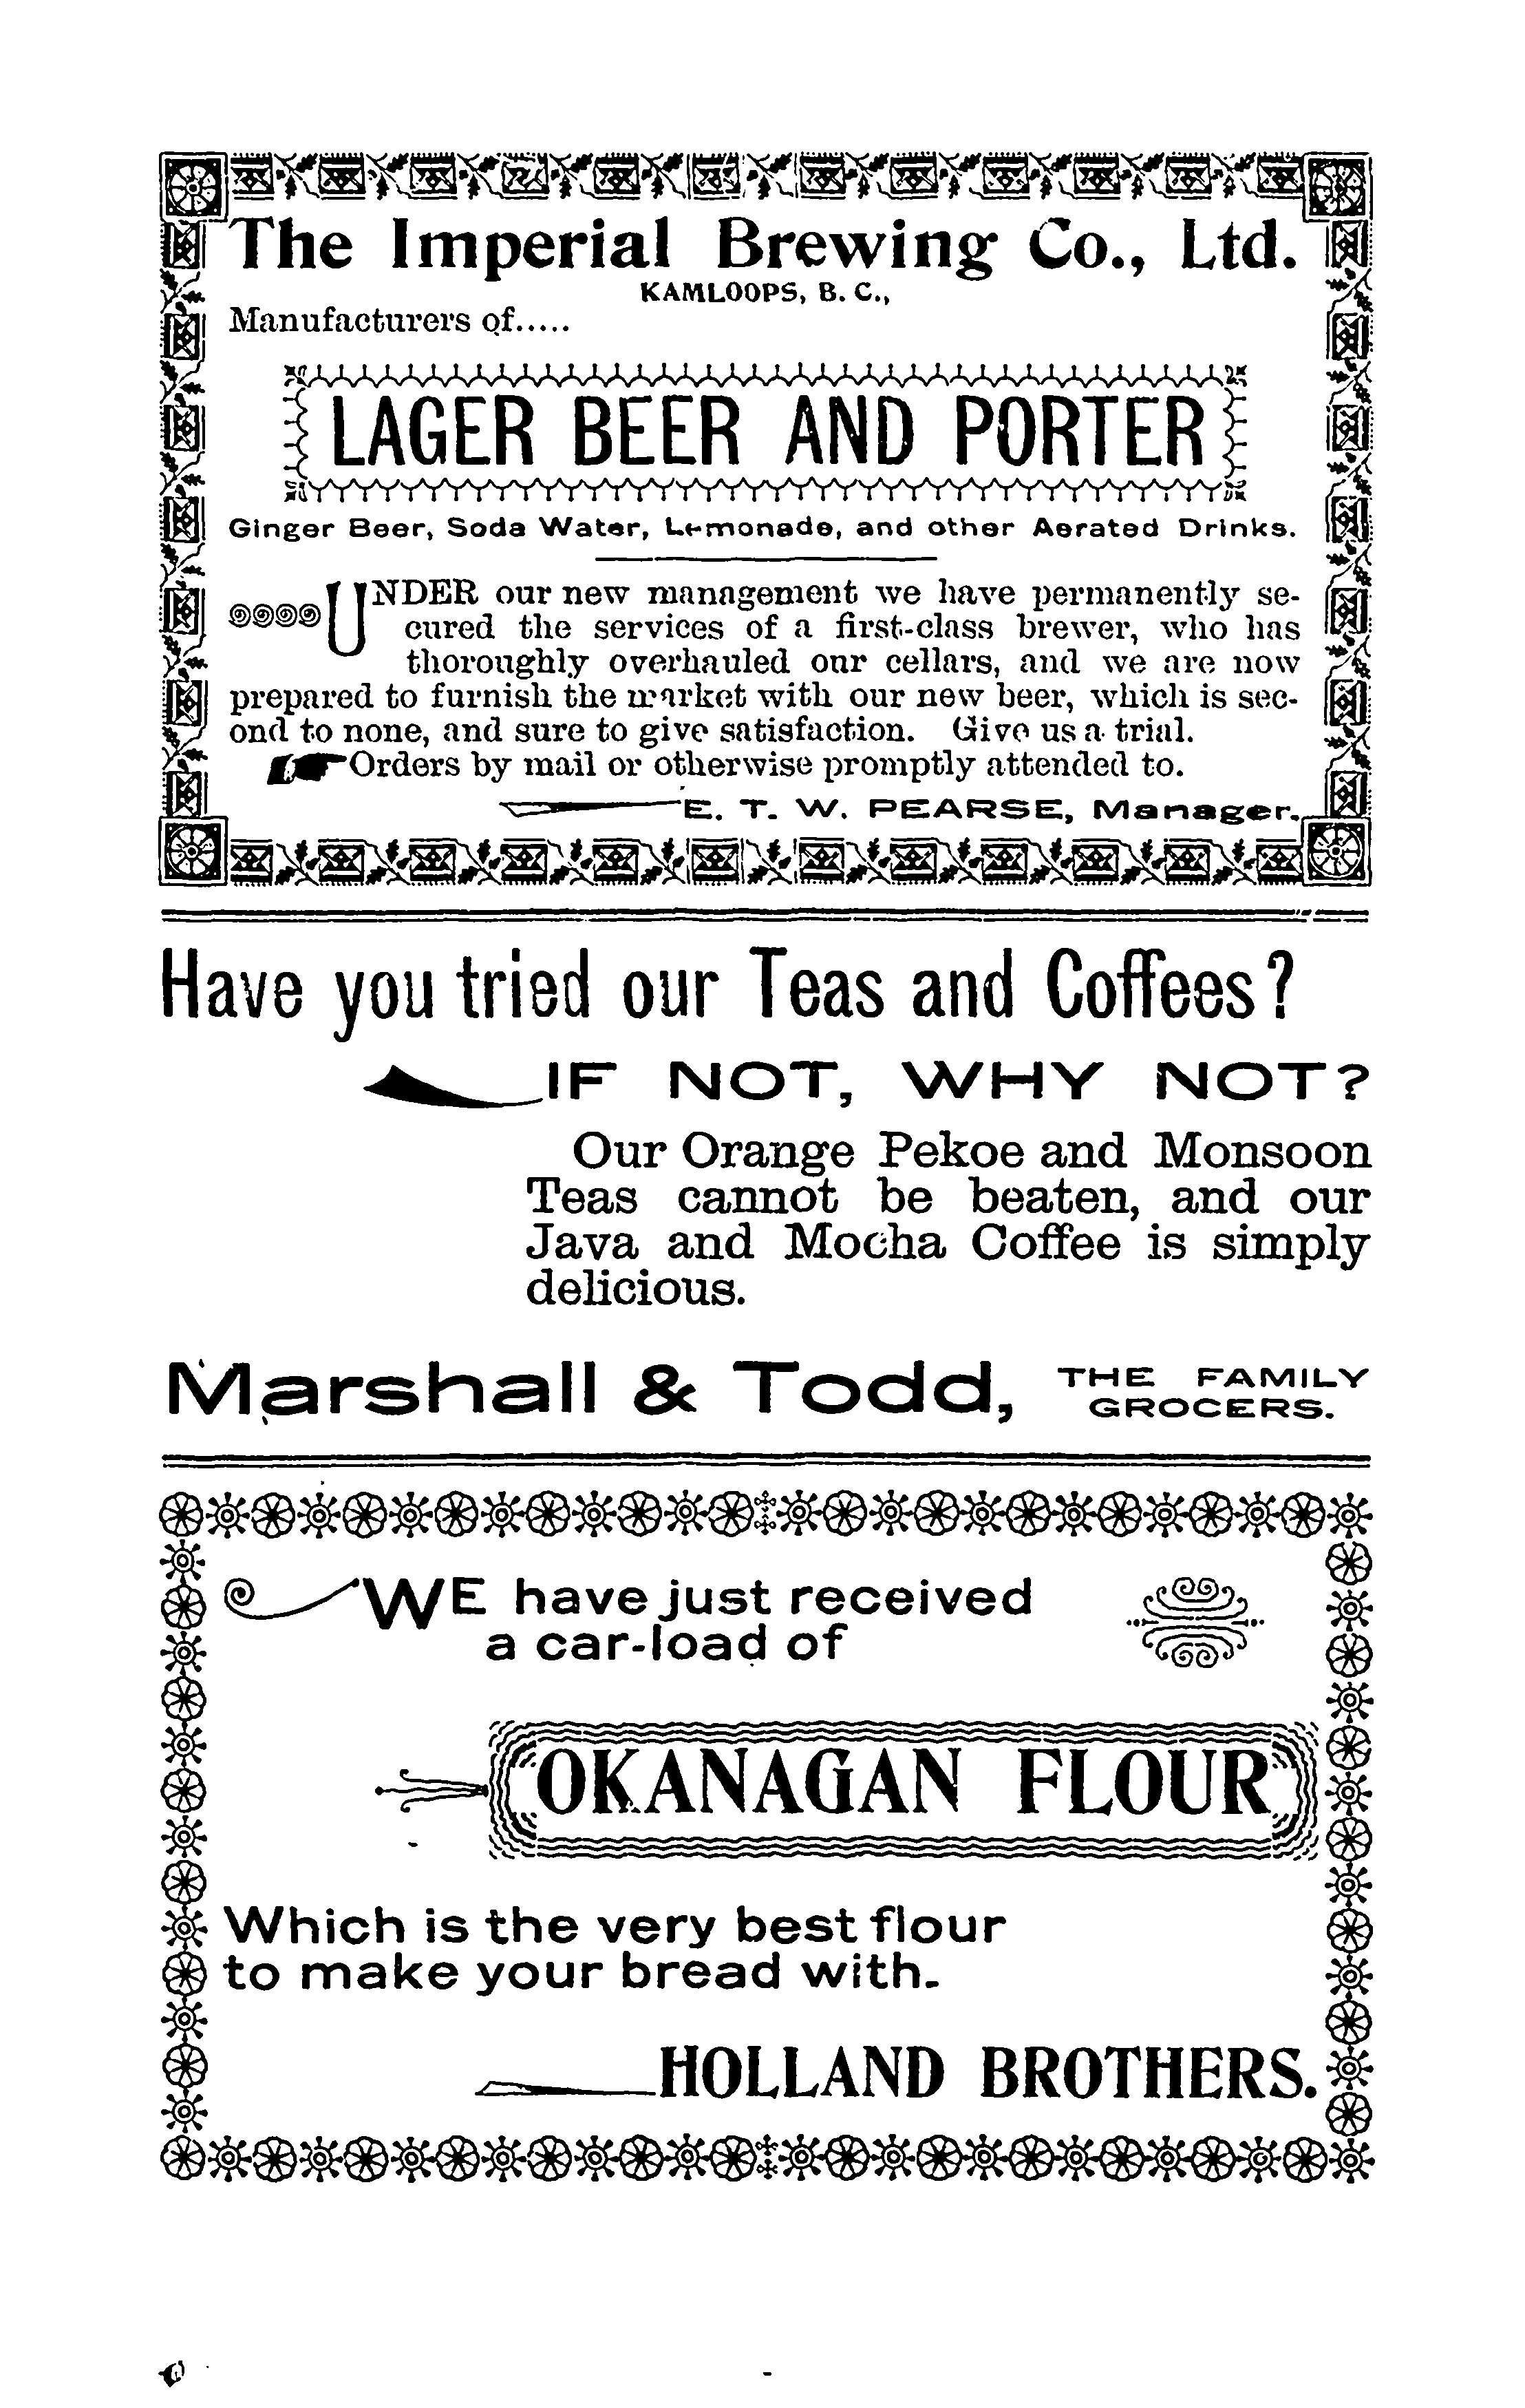 The Imperial Brewing Co., Ltd.
KAMLOOPS, B. C.,
Manufacturers of.....
LAGER BEER AND PORTER
Ginger Beer, Soda Water, Lemonade, and other Aerated Drinks.
UNDER our new management we have permanently se-
cured the services of a first-class brewer, who has
thoroughly overhauled our cellars, and we are now
prepared to furnish the market with our new beer, which is sec-
ond to none, and sure to give satisfaction. Give us a trial.
Orders by mail or otherwise promptly attended to.
E. T. W. PEARSE, Manager.
Have you tried our Teas and Coffees?
IF NOT, WHY NOT?
Our Orange Pekoe and Monsoon
Teas cannot be beaten, and our
Java and Mocha Coffee is simply
delicious.
Marshall & Todd, THE FAMILY
GROCERS.
WE have just received
a car-load of
OKANAGAN FLOUR
Which is the very best flour
to make your bread with.
HOLLAND BROTHERS.